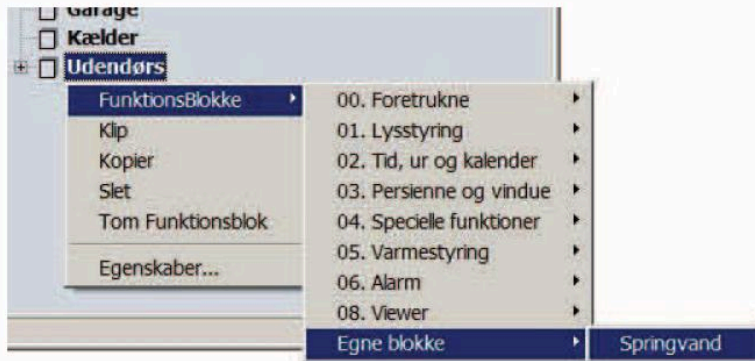 Garage
Kælder
Udendørs
FunktionsBlokke
Klip
Kopier
Slet
Tom Funktionsblok
Egenskaber...
00. Foretrukne
01. Lysstyring
02. Tid, ur og kalender
03. Persienne og vindue
04. Specielle funktioner
05. Varmestyring
06. Alarm
08. Viewer
Egne blokke
Springvand